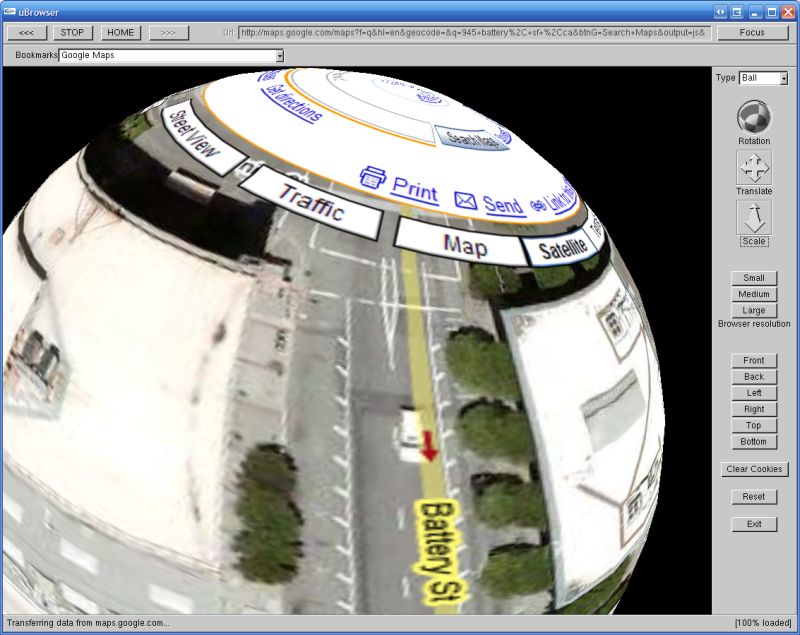 uBrowser
<<<
STOP
HOME
>>>
Url:
http://maps.google.com/maps?f=q&hl=en&geocode=&q=945+battery%2C+sf+%2Cca&btnG=Search+Maps&output=js&
Focus
Bookmarks
Google Maps
Type
Ball
Get directions
Search Maps
Street View
Traffic
Print
Send
Link to this
Map
Satellite
Battery St
Rotation
Translate
Scale
Small
Medium
Large
Browser resolution
Front
Back
Left
Right
Top
Bottom
Clear Cookies
Reset
Exit
Transferring data from maps.google.com...
[100% loaded]